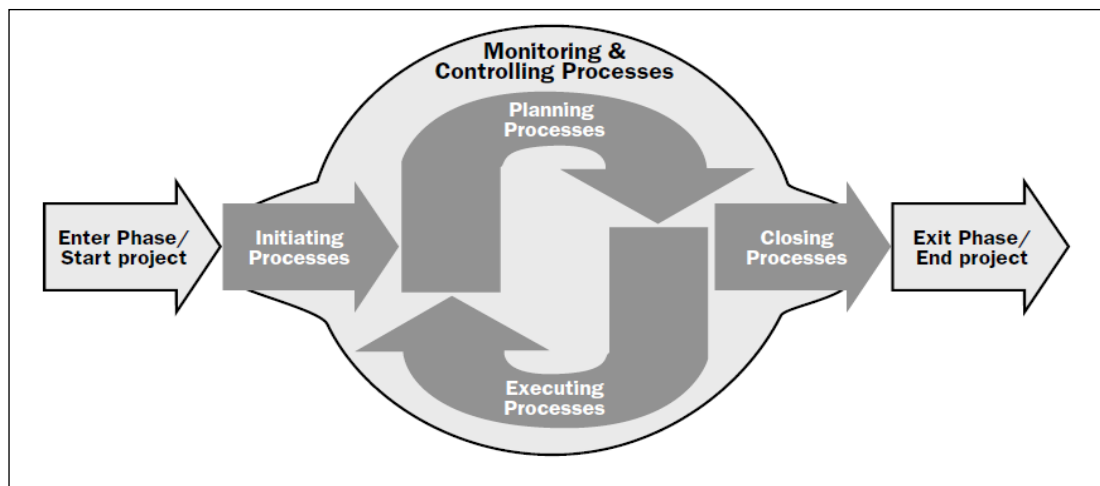 Monitoring &
Controlling Processes
Planning
Processes
Enter Phase/
Start project
Initiating
Processes
Closing
Processes
Exit Phase/
End project
Executing
Processes